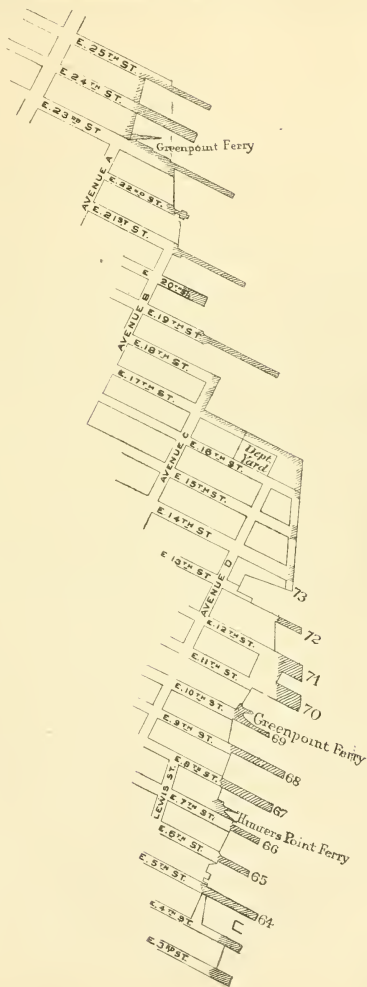 E. 25TH ST.
E. 24TH ST.
E. 23RD ST
Greenpoint Ferry
AVENUE A
E. 22ND ST.
E. 21ST ST.
E. 20TH ST.
AVENUE B
E. 19TH ST.
E. 18TH ST.
E. 17TH ST.
AVENUE C
E. 16TH ST.
Dept.
Yard
E. 15TH ST.
E. 14TH ST
E. 13TH ST
AVENUE D
73
72
E. 12TH ST.
71
E. 11TH ST.
70
E. 10TH ST.
Greenpoint Ferry
69
E. 9TH ST.
68
E. 8TH ST.
67
LEWIS ST.
E. 7TH ST.
Hunters Point Ferry
66
E. 6TH ST.
65
E. 5TH ST.
64
E. 4TH ST.
E. 3RD ST.